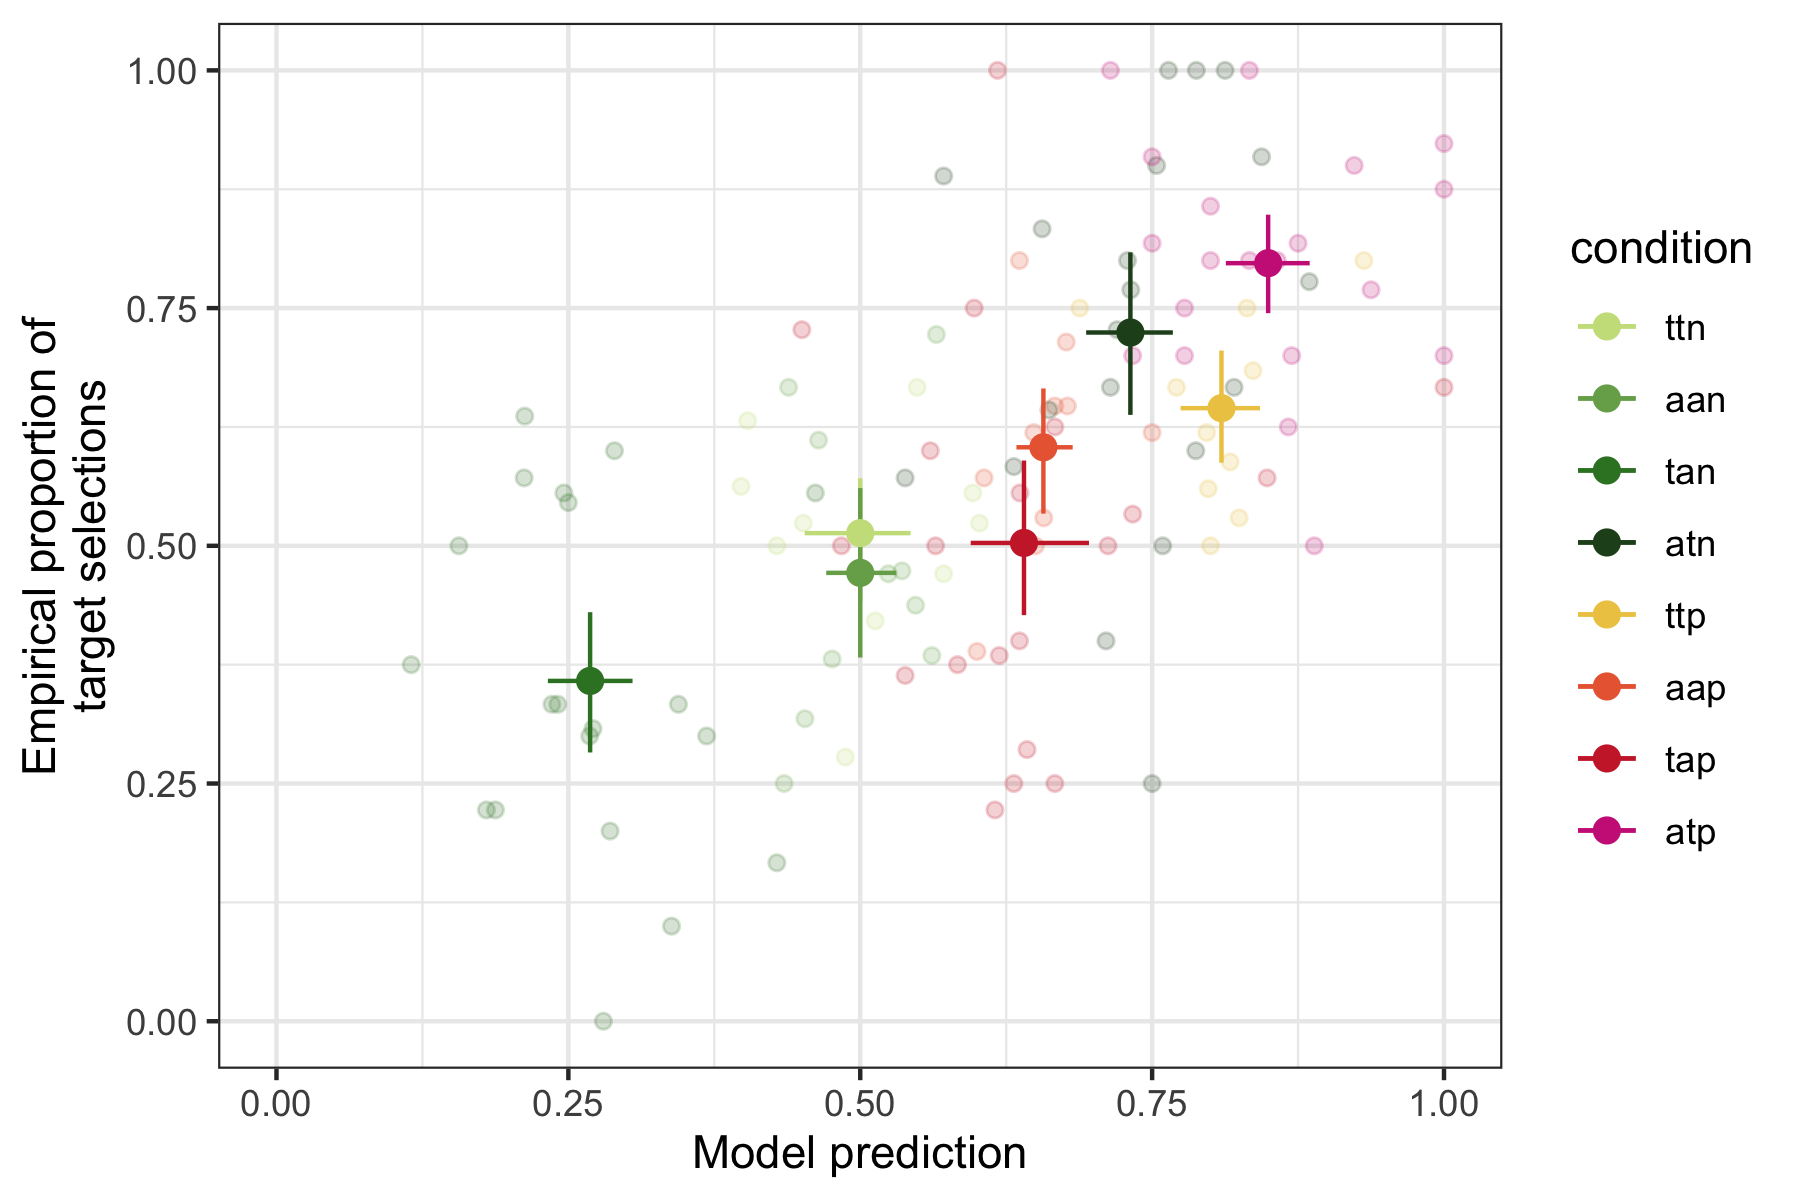 Empirical proportion of
target selections
1.00
0.75
0.50
0.25
0.00
0.00
0.25
0.50
0.75
1.00
Model prediction
condition
ttn
aan
tan
atn
ttp
aap
tap
atp